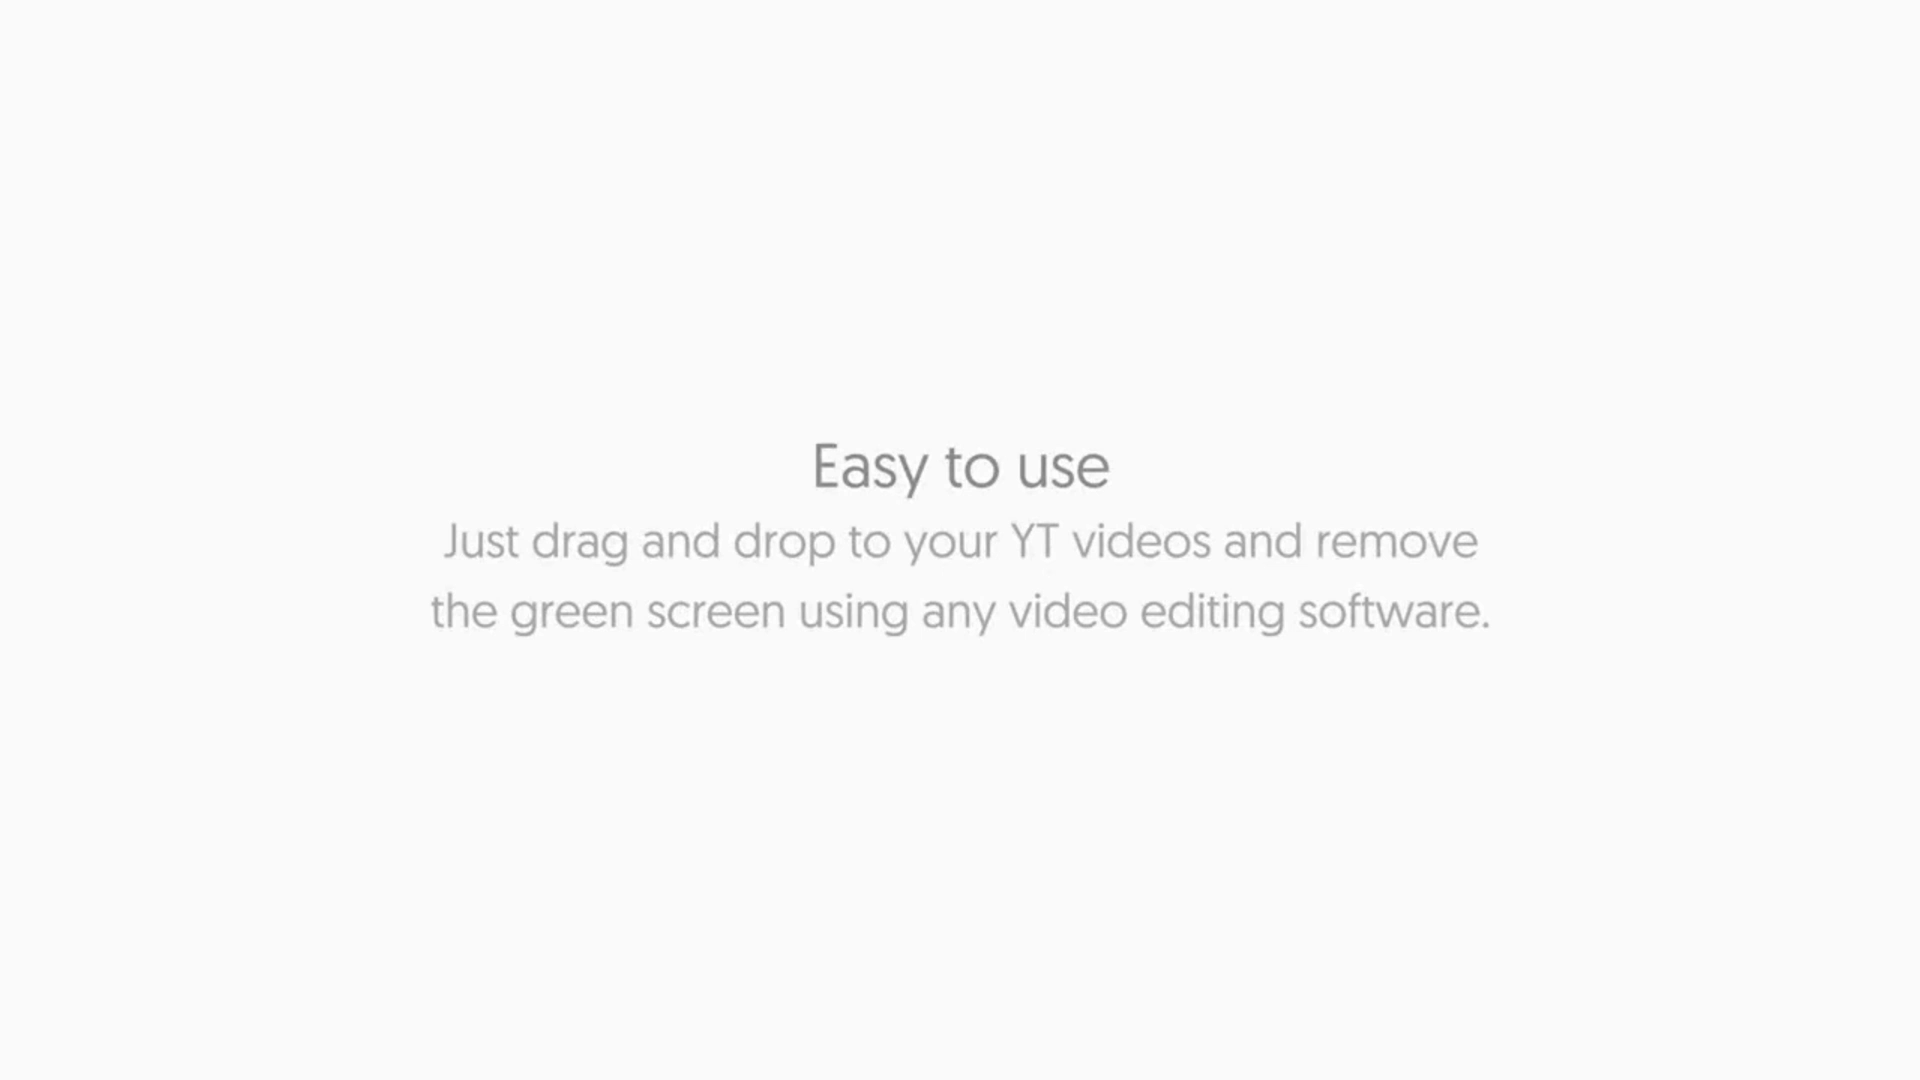 Easy to use
Just drag and drop to your YT videos and remove
the green screen using any video editing software.